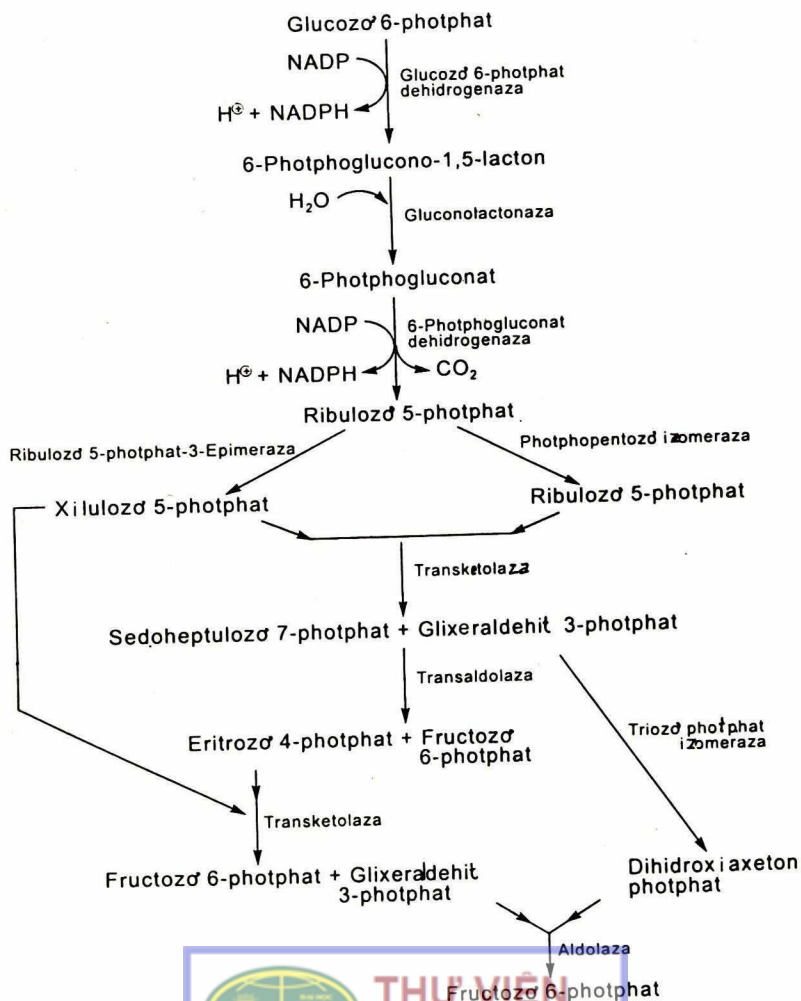 Glucozơ 6-photphat
NADP
Glucozơ 6-photphat
dehidrogenaza
H⊕ + NADPH
6-Photphoglucono-1,5-lacton
H₂O
Gluconolactonaza
6-Photphogluconat
NADP
6-Photphogluconat
dehidrogenaza
H⊕ + NADPH
CO₂
Ribulozơ 5-photphat
Ribulozơ 5-photphat-3-Epimeraza
Photphopentozơ izomeraza
Xilulozơ 5-photphat
Ribulozơ 5-photphat
Transketolaza
Sedoheptulozơ 7-photphat + Glixeraldehit 3-photphat
Transaldolaza
Triozơ photphat
izomeraza
Eritrozơ 4-photphat + Fructozơ
6-photphat
Transketolaza
Fructozơ 6-photphat + Glixeraldehit
3-photphat
Dihidroxiaxeton
photphat
Aldolaza
THƯ VIỆN
Fructozơ 6-photphat